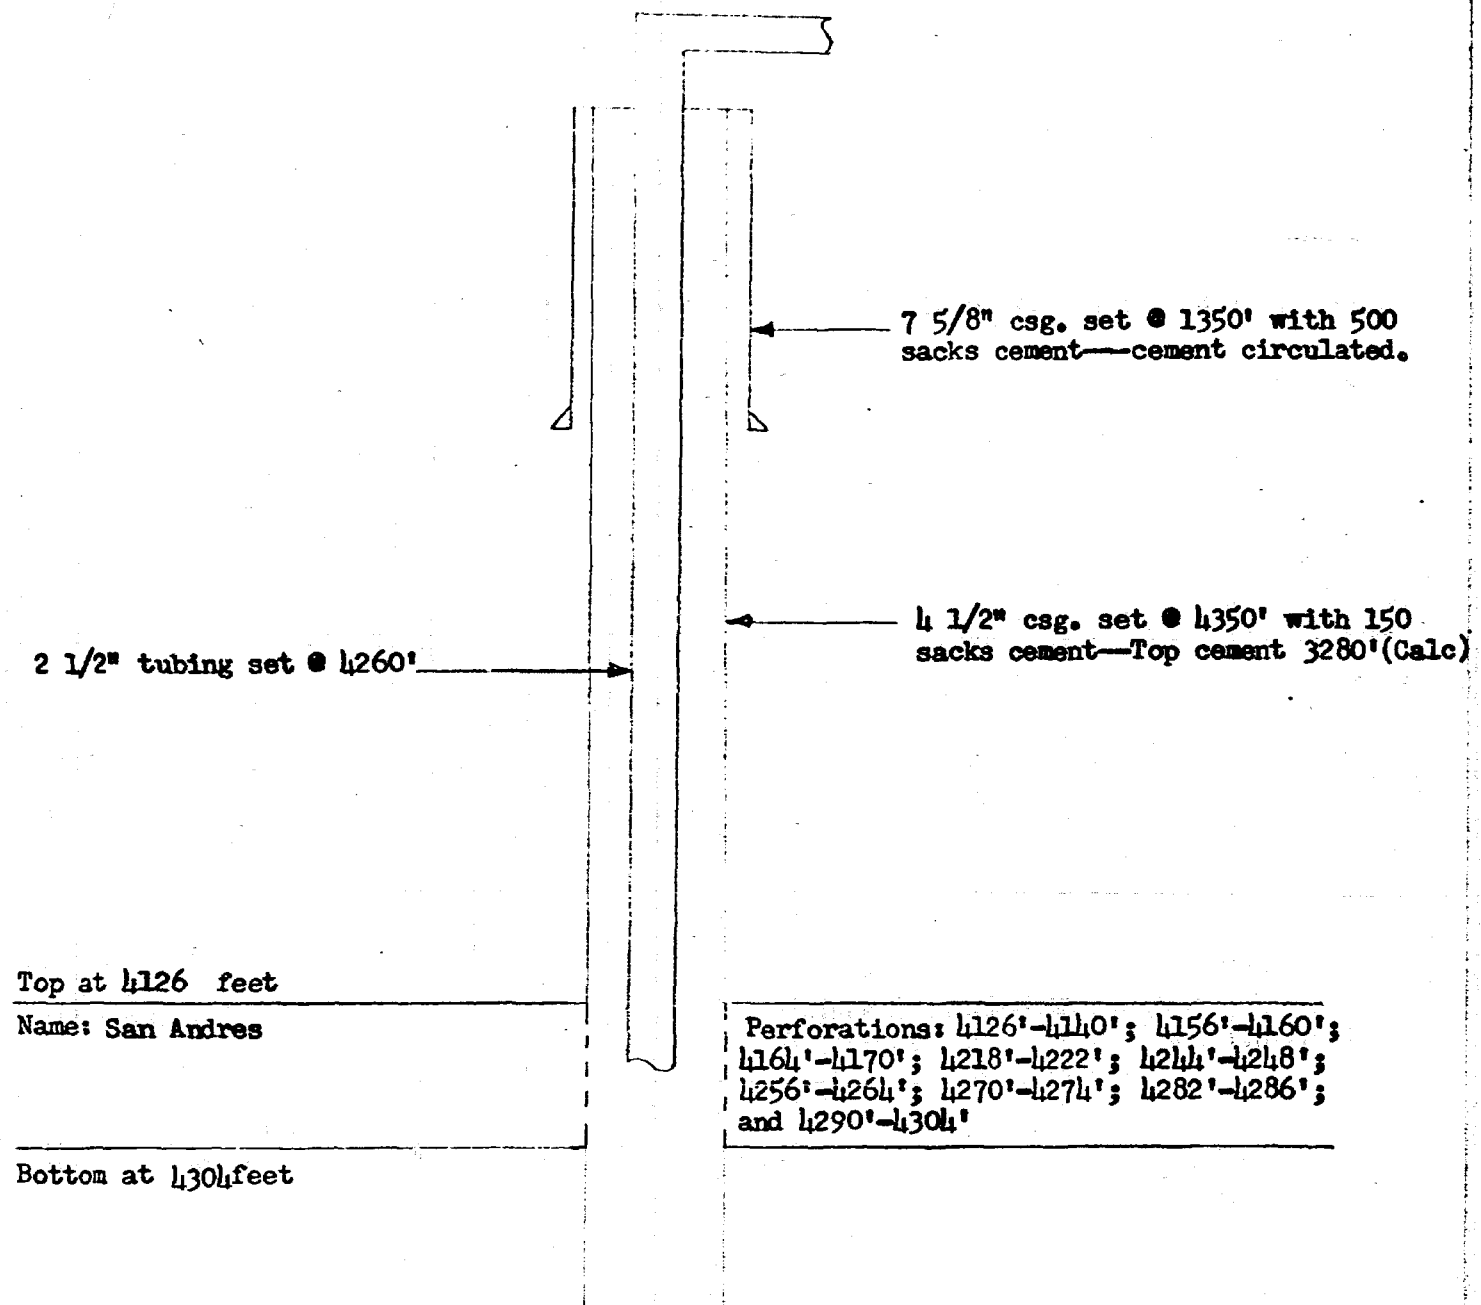 7 5/8" csg. set @ 1350' with 500
sacks cement—cement circulated.
4 1/2" csg. set @ 4350' with 150
sacks cement—Top cement 3280'(Calc)
2 1/2" tubing set @ 4260'
Top at 4126 feet
Name: San Andres
Perforations: 4126'-4140'; 4156'-4160';
4164'-4170'; 4218'-4222'; 4244'-4248';
4256'-4264'; 4270'-4274'; 4282'-4286';
and 4290'-4304'
Bottom at 4304feet